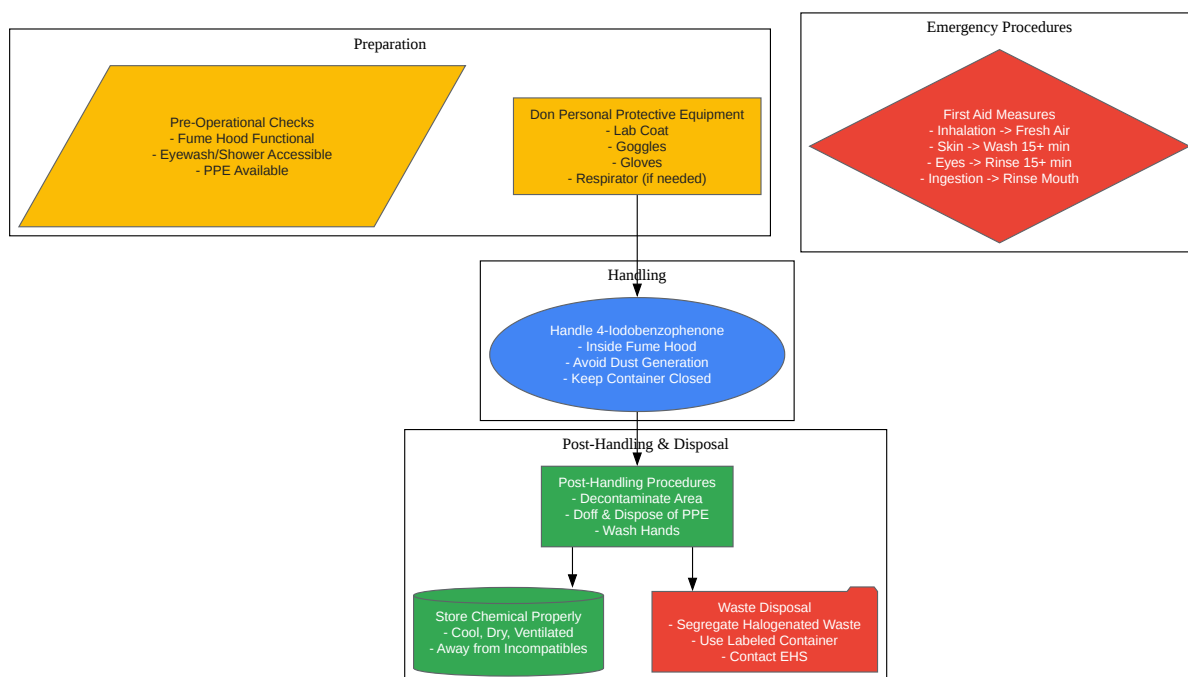 Preparation
Pre-Operational Checks
- Fume Hood Functional
- Eyewash/Shower Accessible
- PPE Available
Don Personal Protective Equipment
- Lab Coat
- Goggles
- Gloves
- Respirator (if needed)
Emergency Procedures
First Aid Measures
- Inhalation -> Fresh Air
- Skin -> Wash 15+ min
- Eyes -> Rinse 15+ min
- Ingestion -> Rinse Mouth
Handling
Handle 4-Iodobenzophenone
- Inside Fume Hood
- Avoid Dust Generation
- Keep Container Closed
Post-Handling & Disposal
Post-Handling Procedures
- Decontaminate Area
- Doff & Dispose of PPE
- Wash Hands
Store Chemical Properly
- Cool, Dry, Ventilated
- Away from Incompatibles
Waste Disposal
- Segregate Halogenated Waste
- Use Labeled Container
- Contact EHS